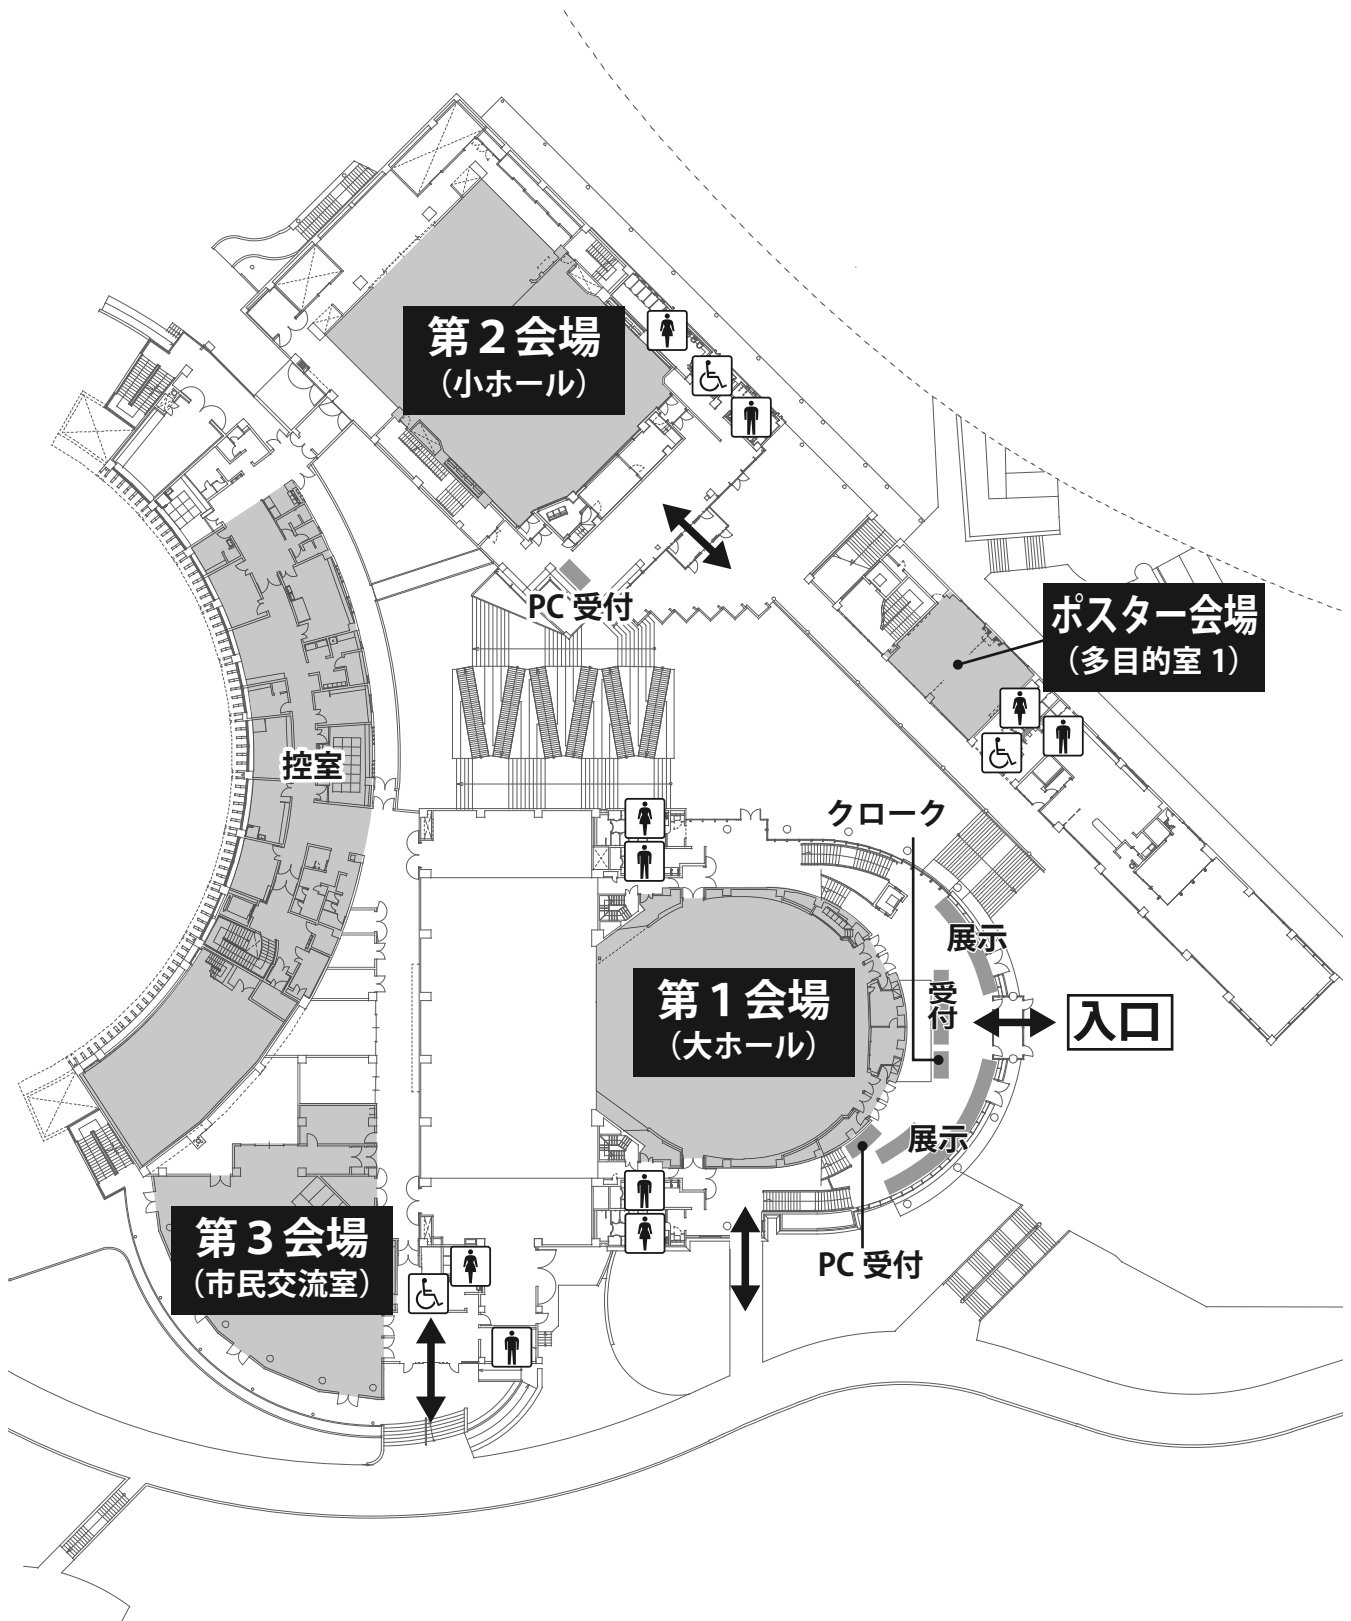 第２会場
（小ホール）
PC 受付
ポスター会場
（多目的室 1）
控室
クローク
展示
第１会場
（大ホール）
受付
入口
展示
PC 受付
第３会場
（市民交流室）